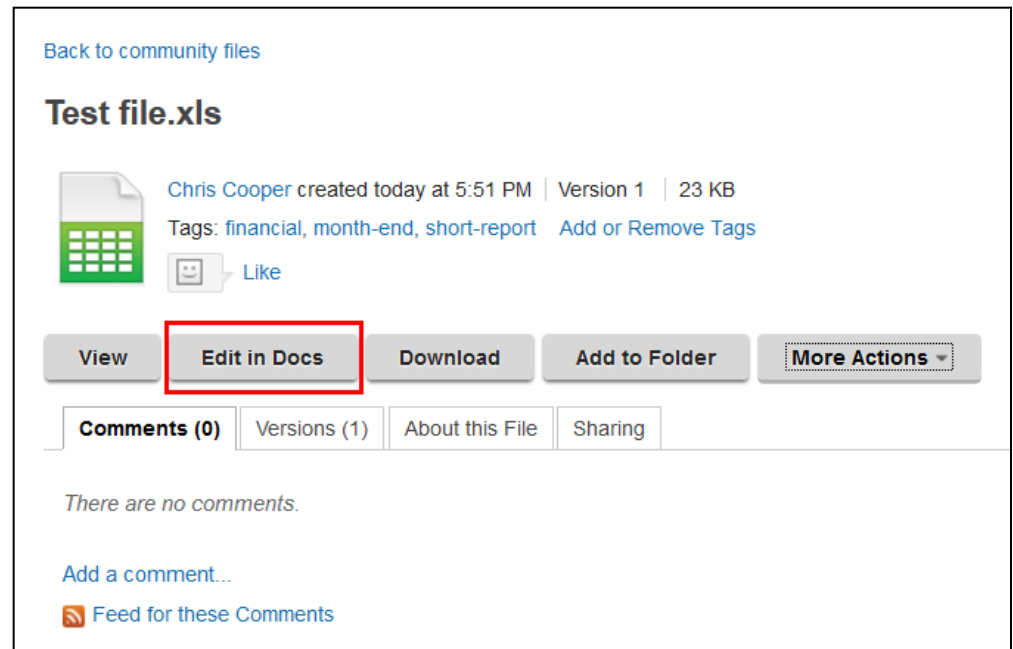 Back to community files
Test file.xls
Chris Cooper created today at 5:51 PM Version 1 23 KB
Tags: financial, month-end, short-report Add or Remove Tags
Like
View Edit in Docs Download Add to Folder More Actions
Comments (0) Versions (1) About this File Sharing
There are no comments.
Add a comment...
Feed for these Comments